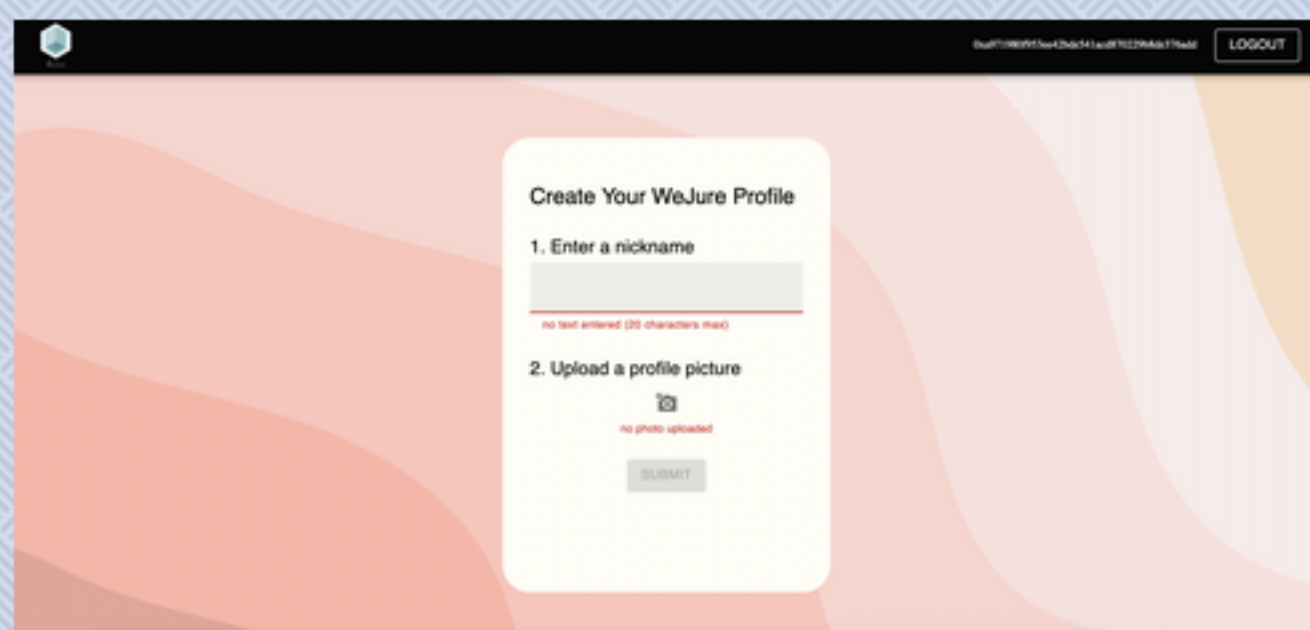 LOGOUT
Create Your WeJure Profile
1. Enter a nickname
no text entered (20 characters max)
2. Upload a profile picture
no photo uploaded
SUBMIT